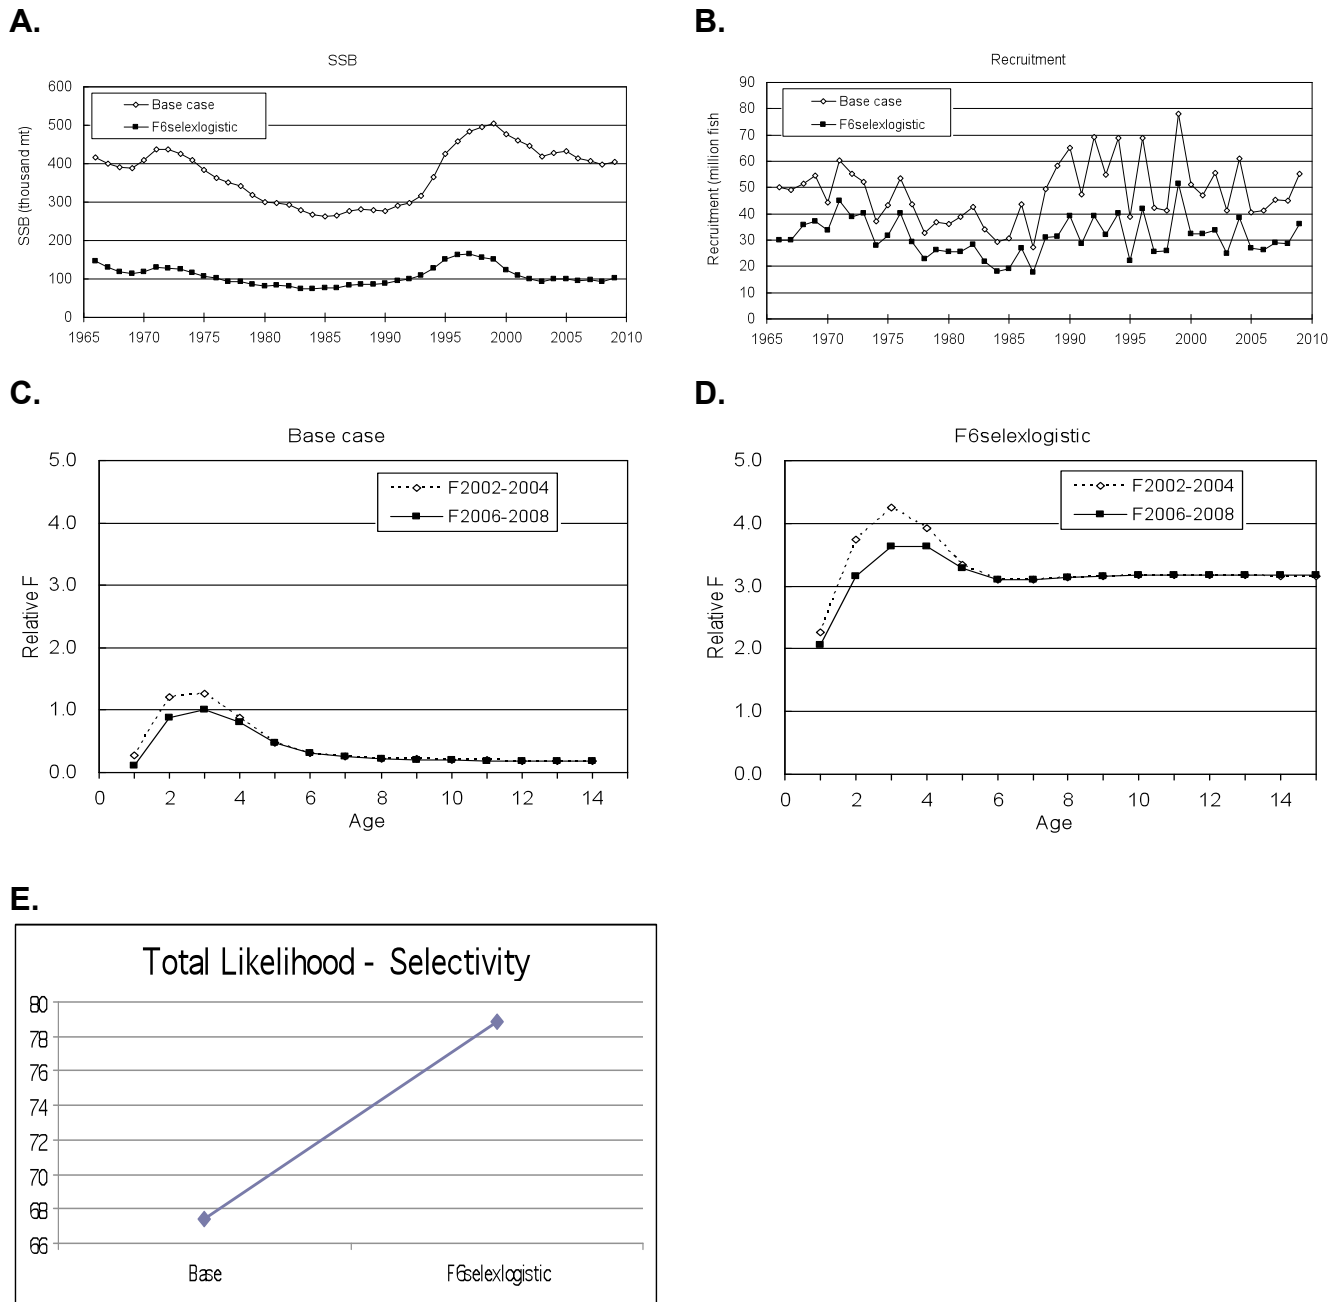 A.
SSB
SSB (thousand mt)
600
500
400
300
200
100
0
Base case
F6selexlogistic
1965 1970 1975 1980 1985 1990 1995 2000 2005 2010
B.
Recruitment
Recruitment (million fish
90
80
70
60
50
40
30
20
10
0
Base case
F6selexlogistic
1965 1970 1975 1980 1985 1990 1995 2000 2005 2010
C.
Base case
Relative F
5.0
4.0
3.0
2.0
1.0
0.0
F2002-2004
F2006-2008
0 2 4 6 8 10 12 14
Age
D.
F6selexlogistic
Relative F
5.0
4.0
3.0
2.0
1.0
0.0
F2002-2004
F2006-2008
0 2 4 6 8 10 12 14
Age
E.
Total Likelihood - Selectivity
80
78
76
74
72
70
68
66
Base F6selexlogistic